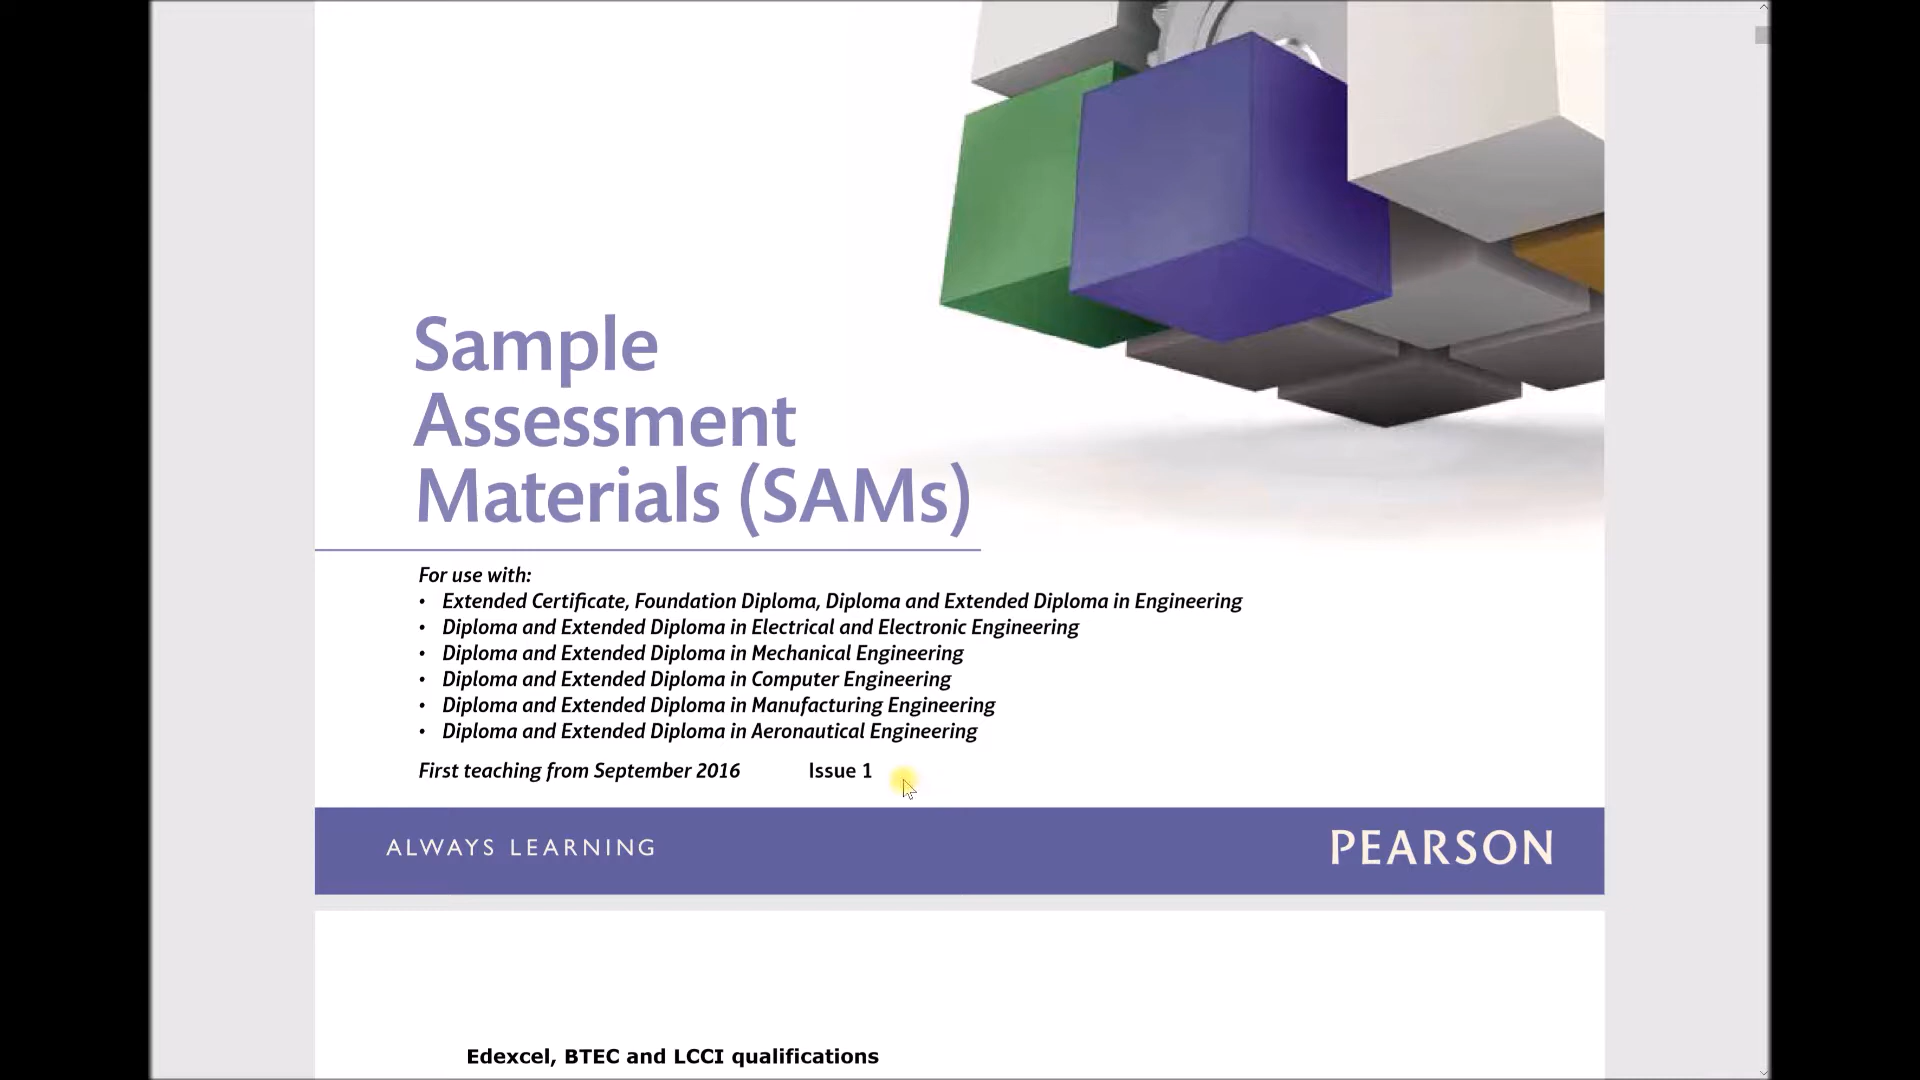 Sample
Assessment
Materials (SAMs)
For use with:
• Extended Certificate, Foundation Diploma, Diploma and Extended Diploma in Engineering
• Diploma and Extended Diploma in Electrical and Electronic Engineering
• Diploma and Extended Diploma in Mechanical Engineering
• Diploma and Extended Diploma in Computer Engineering
• Diploma and Extended Diploma in Manufacturing Engineering
• Diploma and Extended Diploma in Aeronautical Engineering
First teaching from September 2016 Issue 1
ALWAYS LEARNING PEARSON
Edexcel, BTEC and LCCI qualifications